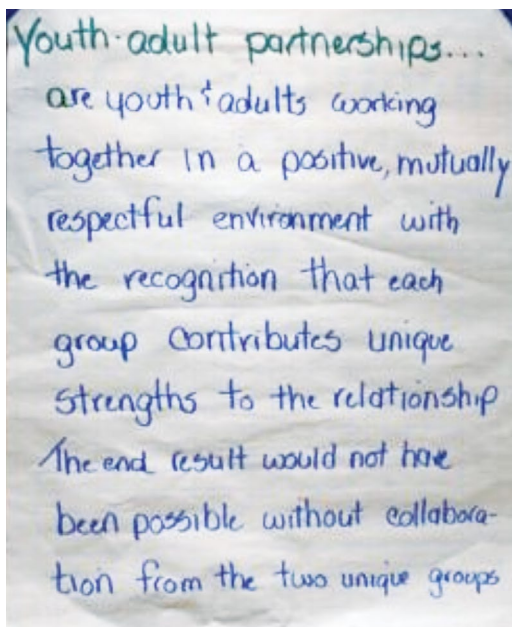 Youth-adult partnerships...
are youth & adults working
together in a positive, mutually
respectful environment with
the recognition that each
group contributes unique
strengths to the relationship
The end result would not have
been possible without collabora-
tion from the two unique groups